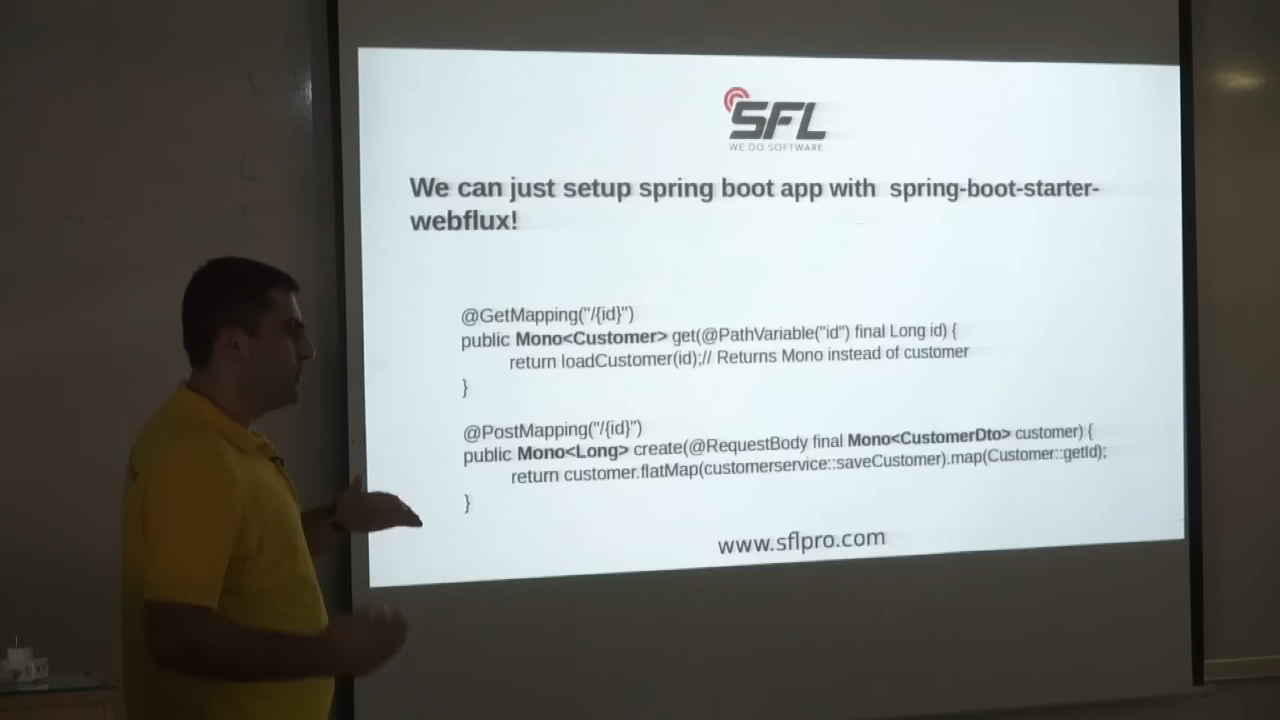 SFL
WE DO SOFTWARE
We can just setup spring boot app with spring-boot-starter-
webflux!
@GetMapping("/{id}")
public Mono<Customer> get(@PathVariable("id") final Long id) {
return loadCustomer(id);// Returns Mono instead of customer
}
@PostMapping("/{id}")
public Mono<Long> create(@RequestBody final Mono<CustomerDto> customer) {
return customer.flatMap(customerservice::saveCustomer).map(Customer::getId);
}
www.sflpro.com